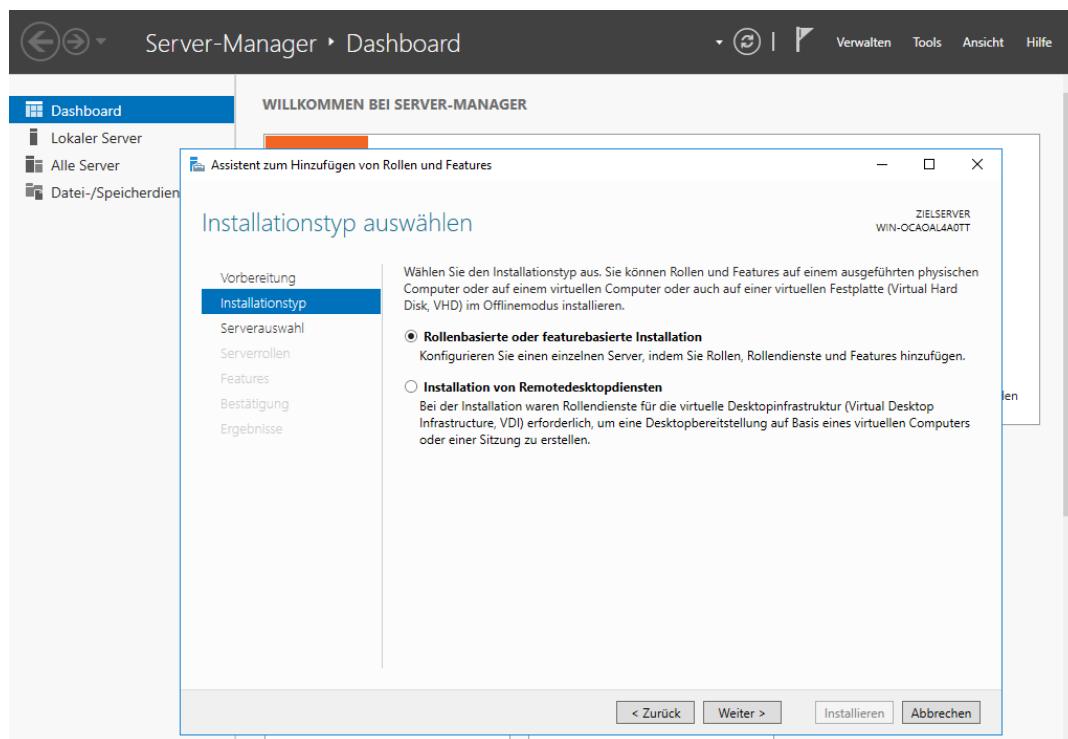 Server-Manager ‣ Dashboard
Verwalten Tools Ansicht Hilfe
Dashboard
Lokaler Server
Alle Server
Datei-/Speicherdien
WILLKOMMEN BEI SERVER-MANAGER
Assistent zum Hinzufügen von Rollen und Features
Installationstyp auswählen
ZIELSERVER
WIN-OCAOAL4A0TT
Vorbereitung
Installationstyp
Serverauswahl
Serverrollen
Features
Bestätigung
Ergebnisse
Wählen Sie den Installationstyp aus. Sie können Rollen und Features auf einem ausgeführten physischen
Computer oder auf einem virtuellen Computer oder auch auf einer virtuellen Festplatte (Virtual Hard
Disk, VHD) im Offlinemodus installieren.
Rollenbasierte oder featurebasierte Installation
Konfigurieren Sie einen einzelnen Server, indem Sie Rollen, Rollendienste und Features hinzufügen.
Installation von Remotedesktopdiensten
Bei der Installation waren Rollendienste für die virtuelle Desktopinfrastruktur (Virtual Desktop
Infrastructure, VDI) erforderlich, um eine Desktopbereitstellung auf Basis eines virtuellen Computers
oder einer Sitzung zu erstellen.
len
< Zurück
Weiter >
Installieren
Abbrechen